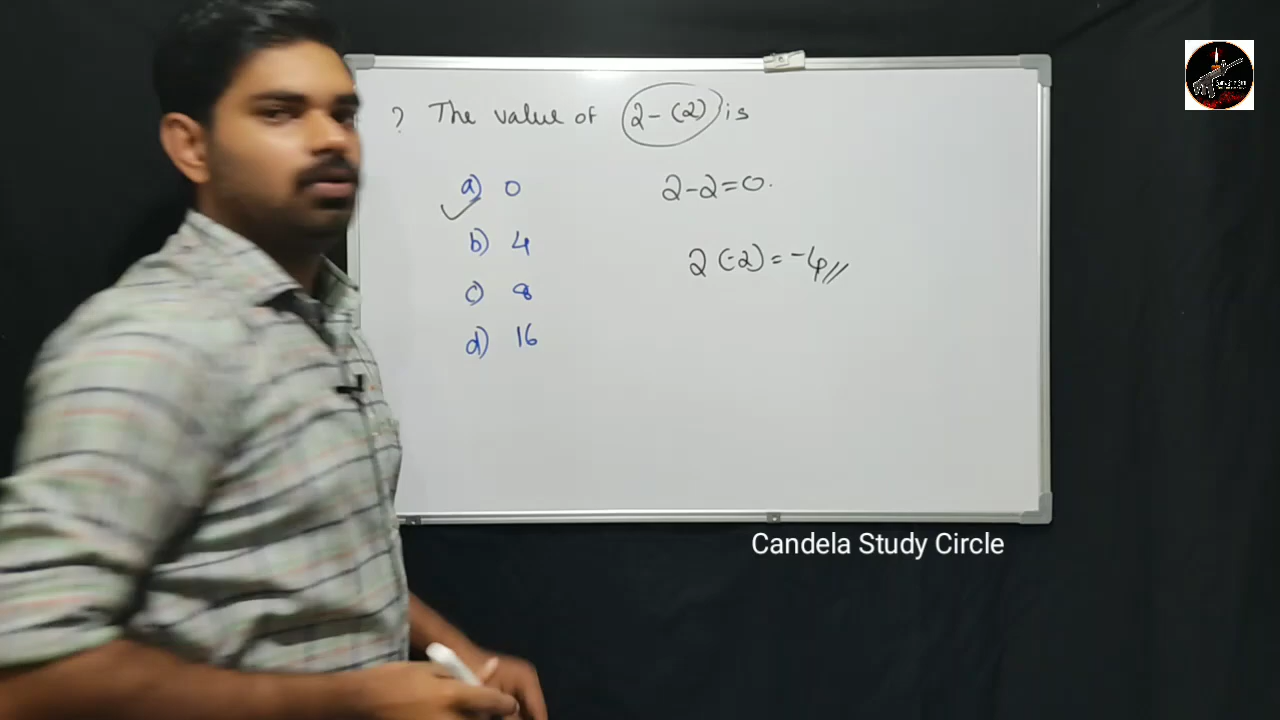 ? The value of 2-(2) is
a) 0
b) 4
c) 8
d) 16
2-2=0.
2(-2)=-4//
Candela Study Circle